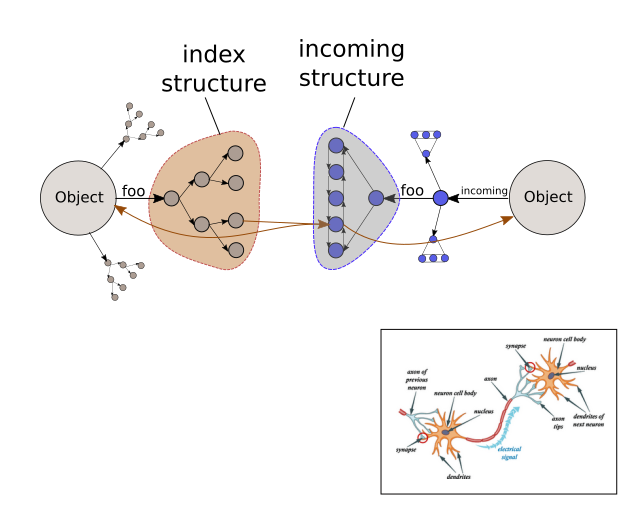 index
structure
incoming
structure
Object
foo
foo
incoming
Object
synapse
neuron cell body
nucleus
axon of
previous
neuron
neuron cell body
axon
nucleus
synapse
axon
tips
dendrites of
next neuron
electrical
signal
dendrites